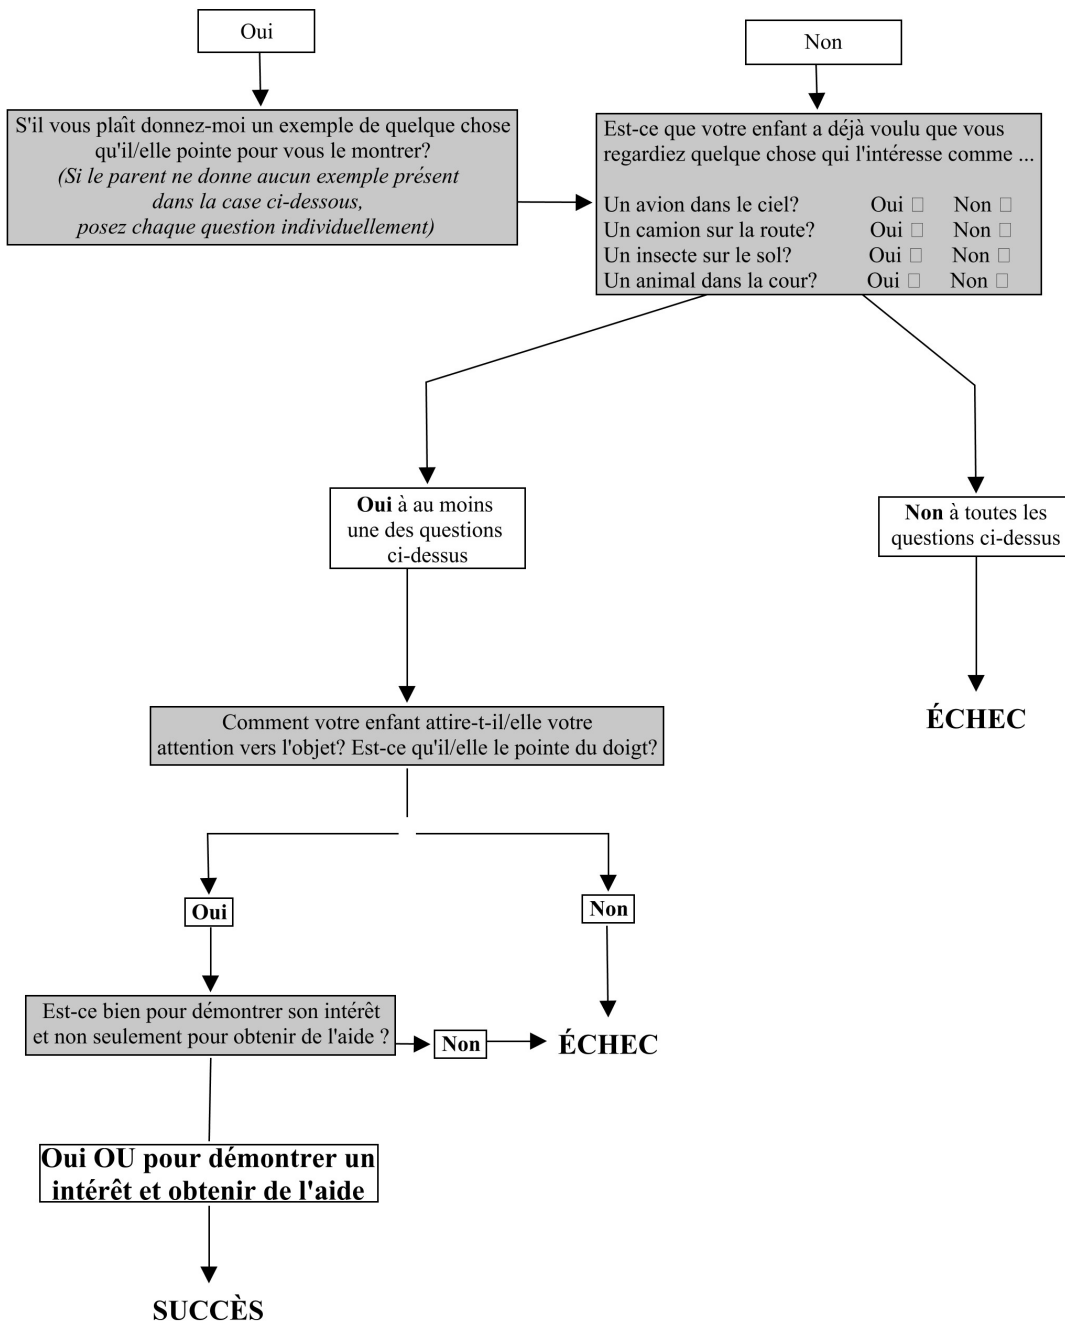 Oui
Non
S'il vous plaît donnez-moi un exemple de quelque chose
qu'il/elle pointe pour vous le montrer?
(Si le parent ne donne aucun exemple présent
dans la case ci-dessous,
posez chaque question individuellement)
Est-ce que votre enfant a déjà voulu que vous
regardiez quelque chose qui l'intéresse comme ...
Un avion dans le ciel? Oui □ Non □
Un camion sur la route? Oui □ Non □
Un insecte sur le sol? Oui □ Non □
Un animal dans la cour? Oui □ Non □
Oui à au moins
une des questions
ci-dessus
Non à toutes les
questions ci-dessus
ÉCHEC
Comment votre enfant attire-t-il/elle votre
attention vers l'objet? Est-ce qu'il/elle le pointe du doigt?
Oui
Non
Est-ce bien pour démontrer son intérêt
et non seulement pour obtenir de l'aide ?
Non
ÉCHEC
Oui OU pour démontrer un
intérêt et obtenir de l'aide
SUCCÈS